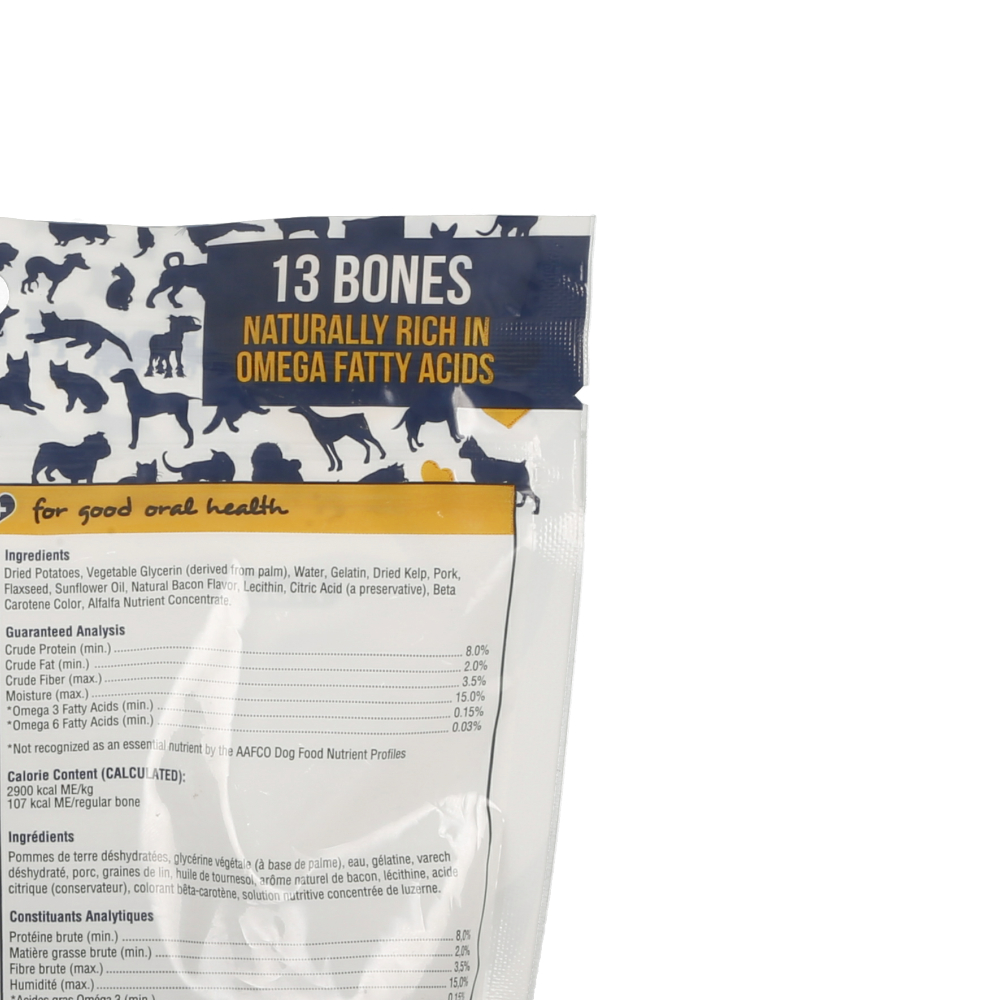 13 BONES
NATURALLY RICH IN
OMEGA FATTY ACIDS
for good oral health
Ingredients
Dried Potatoes, Vegetable Glycerin (derived from palm), Water, Gelatin, Dried Kelp, Pork,
Flaxseed, Sunflower Oil, Natural Bacon Flavor, Lecithin, Citric Acid (a preservative), Beta
Carotene Color, Alfalfa Nutrient Concentrate.
Guaranteed Analysis
Crude Protein (min.) 8.0%
Crude Fat (min.) 2.0%
Crude Fiber (max.) 3.5%
Moisture (max.) 15.0%
*Omega 3 Fatty Acids (min.) 0.15%
*Omega 6 Fatty Acids (min.) 0.03%
*Not recognized as an essential nutrient by the AAFCO Dog Food Nutrient Profiles
Calorie Content (CALCULATED):
2900 kcal ME/kg
107 kcal ME/regular bone
Ingrédients
Pommes de terre déshydratées, glycérine végétale (à base de palme), eau, gélatine, varech
déshydraté, porc, graines de lin, huile de tournesol, arôme naturel de bacon, lécithine, acide
citrique (conservateur), colorant bêta-carotène, solution nutritive concentrée de luzerne.
Constituants Analytiques
Protéine brute (min.) 8,0%
Matière grasse brute (min.) 2,0%
Fibre brute (max.) 3,5%
Humidité (max.) 15,0%
*Acides gras Oméga 3 (min.) 0,15%